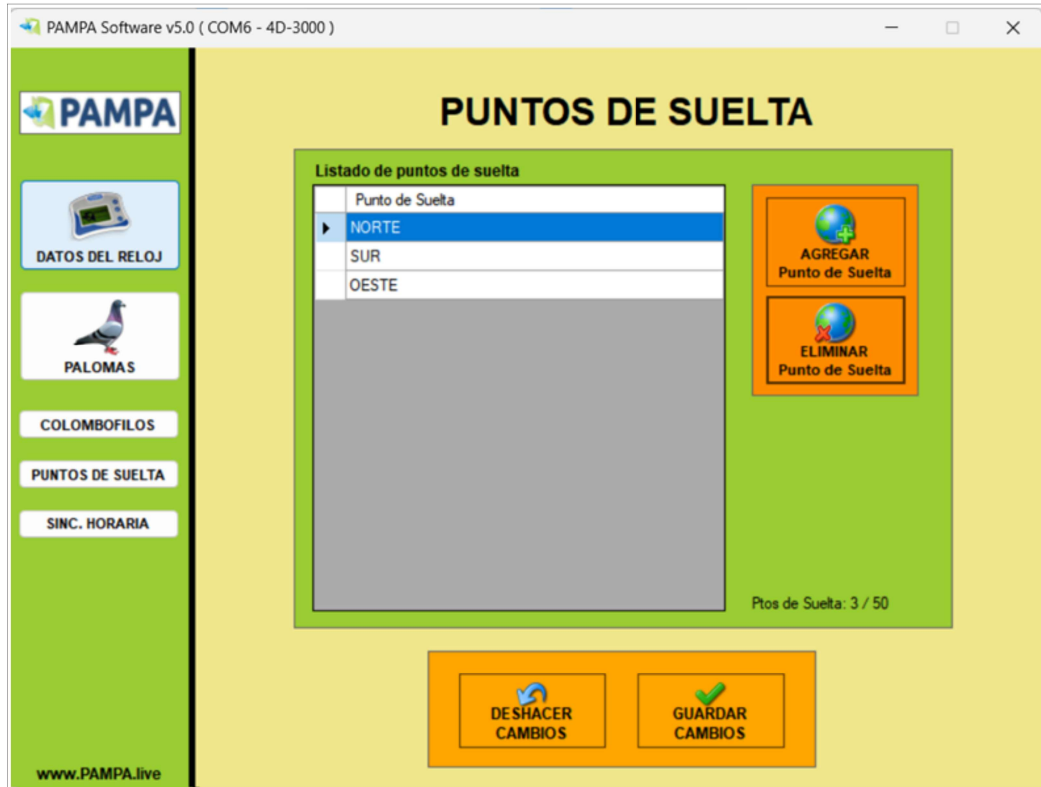 PAMPA Software v5.0 ( COM6 - 4D-3000 )
PAMPA
DATOS DEL RELOJ
PALOMAS
COLOMBOFILOS
PUNTOS DE SUELTA
SINC. HORARIA
www.PAMPA.live
PUNTOS DE SUELTA
Listado de puntos de suelta
Punto de Suelta
NORTE
SUR
OESTE
AGREGAR
Punto de Suelta
ELIMINAR
Punto de Suelta
Ptos de Suelta: 3 / 50
DESHACER
CAMBIOS
GUARDAR
CAMBIOS